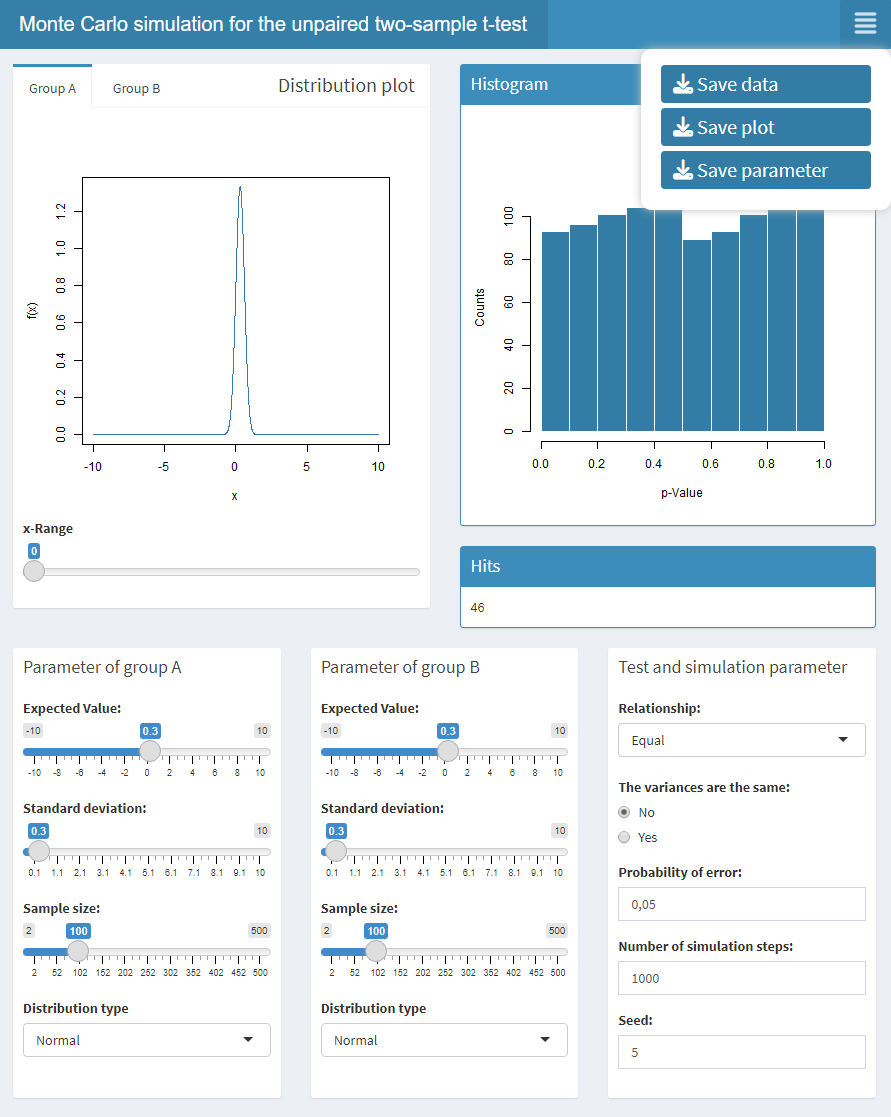 Monte Carlo simulation for the unpaired two-sample t-test
Group A
Group B
Distribution plot
1.2
1.0
0.8
0.6
0.4
0.2
0.0
f(x)
-10 -5 0 5 10
x
x-Range
0
Histogram
Save data
Save plot
Save parameter
100
80
60
40
20
0
Counts
0.0 0.2 0.4 0.6 0.8 1.0
p-Value
Hits
46
Parameter of group A
Expected Value:
-10 0.3 10
-10 -8 -6 -4 -2 0 2 4 6 8 10
Standard deviation:
0.3 10
0.1 1.1 2.1 3.1 4.1 5.1 6.1 7.1 8.1 9.1 10
Sample size:
2 100 500
2 52 102 152 202 252 302 352 402 452 500
Distribution type
Normal
Parameter of group B
Expected Value:
-10 0.3 10
-10 -8 -6 -4 -2 0 2 4 6 8 10
Standard deviation:
0.3 10
0.1 1.1 2.1 3.1 4.1 5.1 6.1 7.1 8.1 9.1 10
Sample size:
2 100 500
2 52 102 152 202 252 302 352 402 452 500
Distribution type
Normal
Test and simulation parameter
Relationship:
Equal
The variances are the same:
No
Yes
Probability of error:
0,05
Number of simulation steps:
1000
Seed:
5